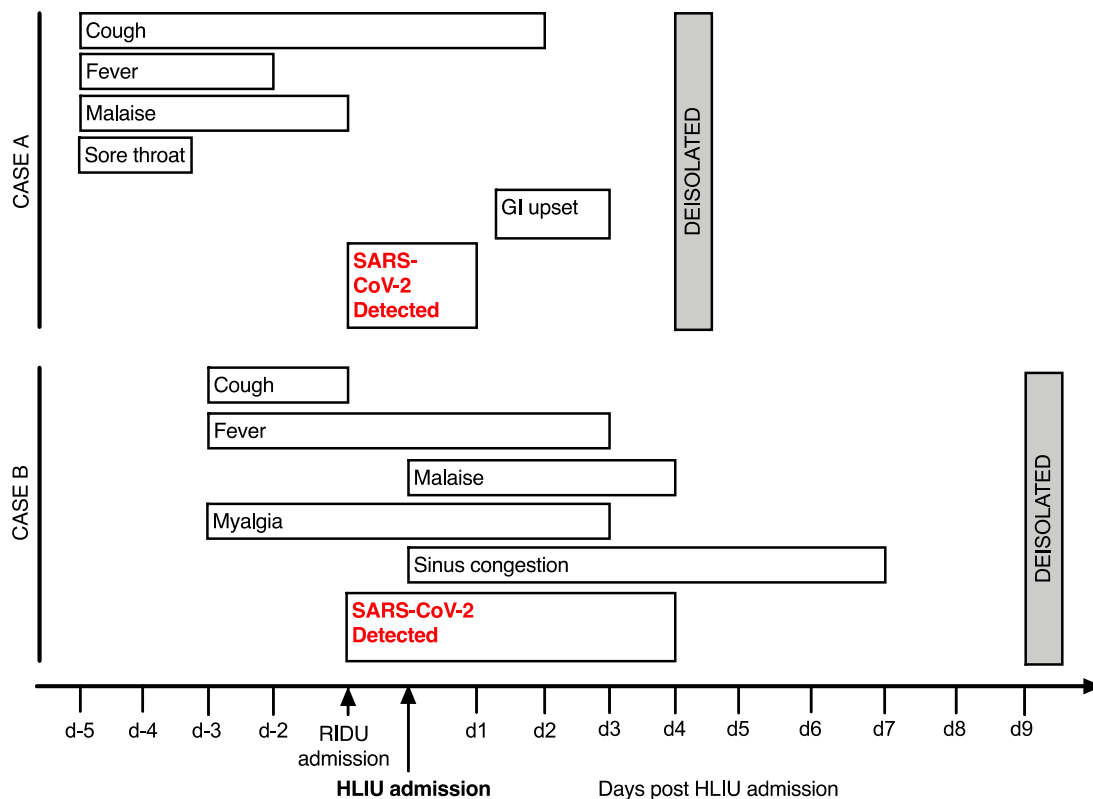 CASE A
Cough
Fever
Malaise
Sore throat
GI upset
SARS-
CoV-2
Detected
DEISOLATED
CASE B
Cough
Fever
Malaise
Myalgia
Sinus congestion
SARS-CoV-2
Detected
DEISOLATED
d-5 d-4 d-3 d-2 RIDU d1 d2 d3 d4 d5 d6 d7 d8 d9
admission
HLIU admission Days post HLIU admission